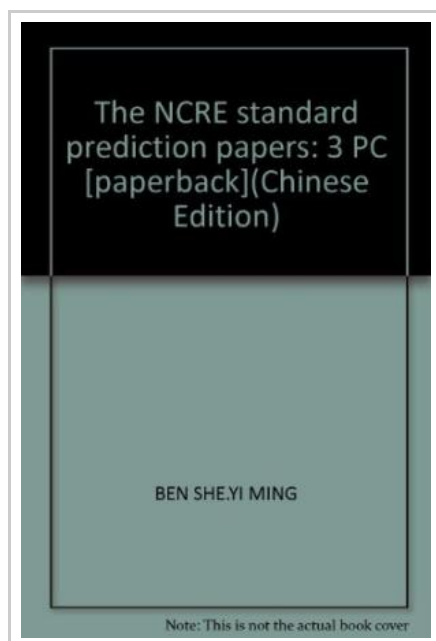 The NCRE standard
prediction papers: 3 PC
[paperback](Chinese
Edition)
BEN SHE.YI MING
Note: This is not the actual book cover